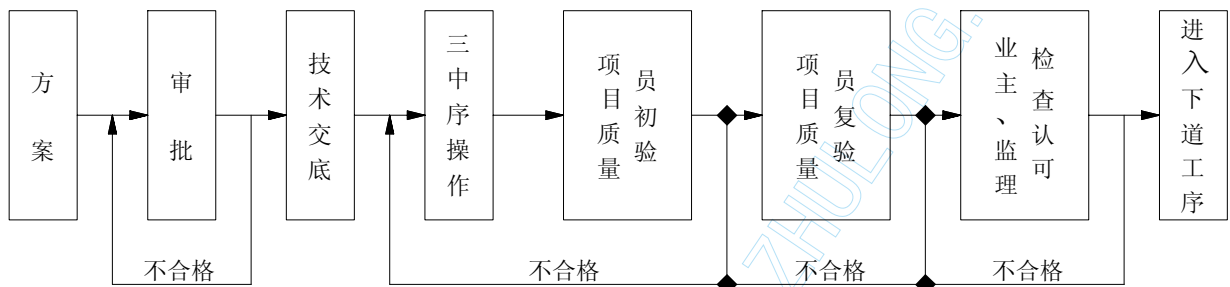 方案
审批
技术交底
三中序操作
项目质量
员初验
项目质量
员复验
业主、监理
检查认可
进入下道工序
不合格
不合格
不合格
不合格
ZHULONG.